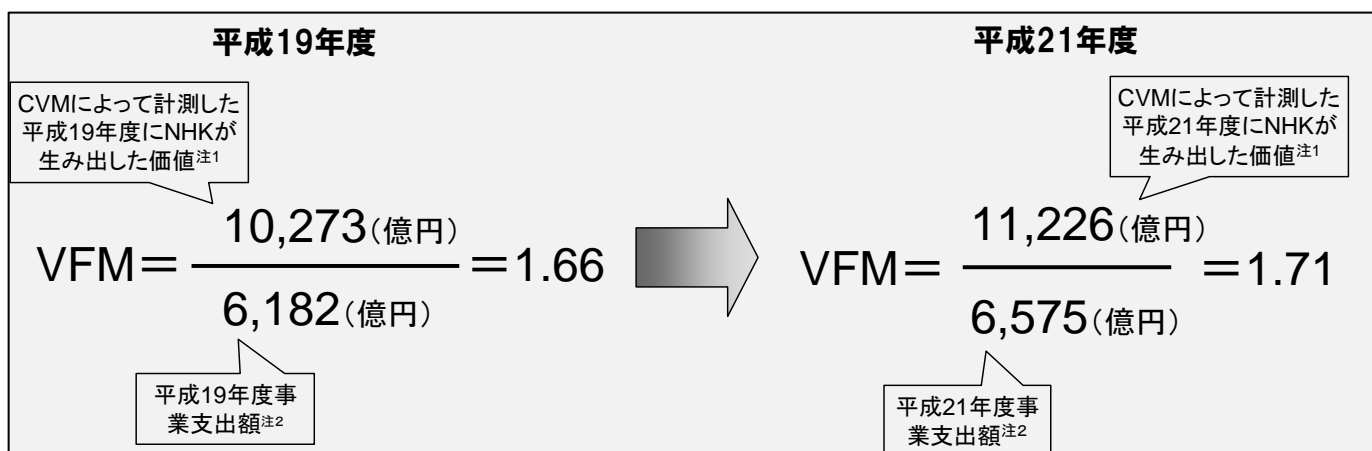 平成19年度
CVMによって計測した
平成19年度にNHKが
生み出した価値注1
VFM＝
10,273(億円)
6,182(億円)
＝1.66
平成19年度事
業支出額注2
平成21年度
CVMによって計測した
平成21年度にNHKが
生み出した価値注1
VFM＝
11,226(億円)
6,575(億円)
＝1.71
平成21年度事
業支出額注2